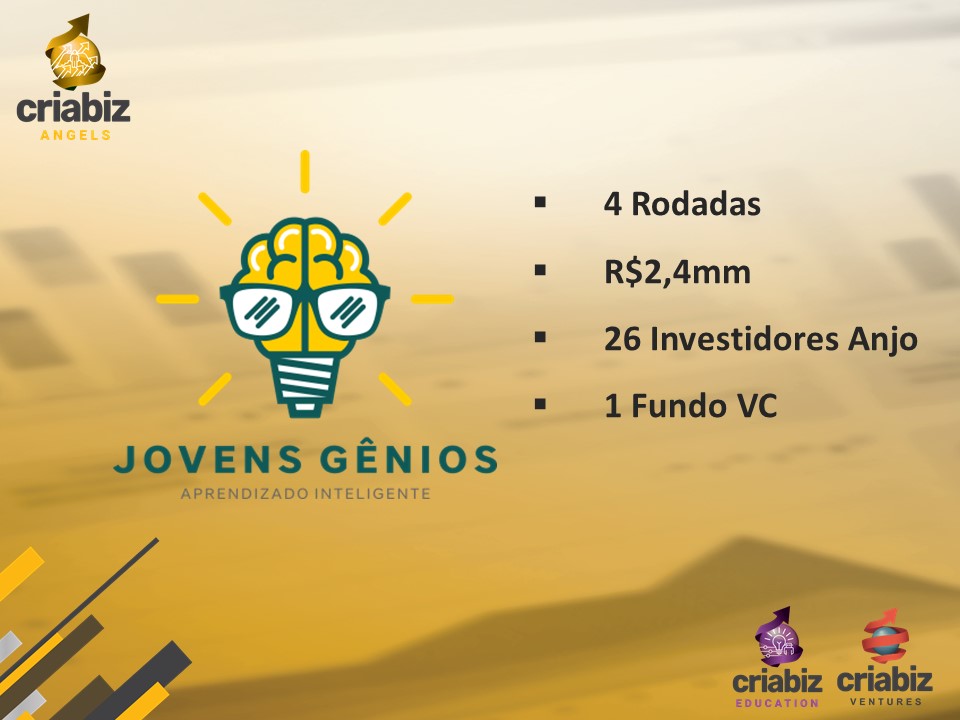 criabiz
ANGELS
4 Rodadas
R$2,4mm
26 Investidores Anjo
1 Fundo VC
JOVENS GÊNIOS
APRENDIZADO INTELIGENTE
criabiz
EDUCATION
criabiz
VENTURES